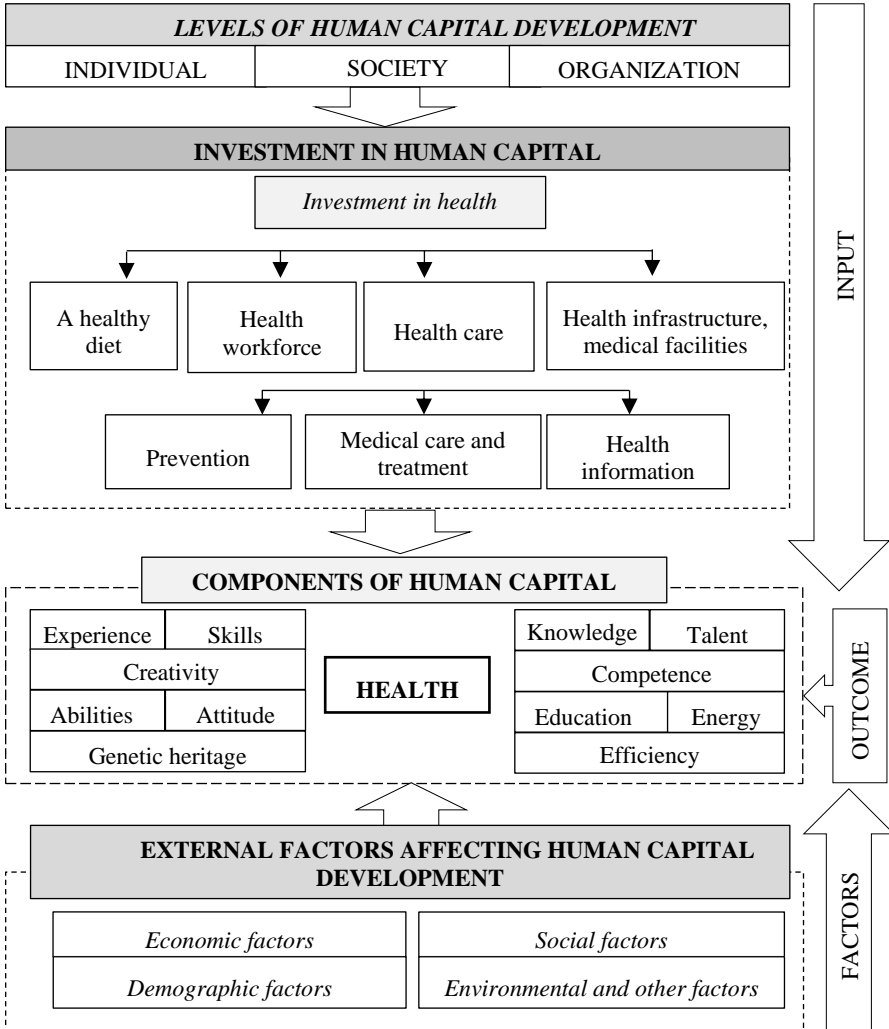 LEVELS OF HUMAN CAPITAL DEVELOPMENT
INDIVIDUAL SOCIETY ORGANIZATION
INVESTMENT IN HUMAN CAPITAL
Investment in health
A healthy
diet
Health
workforce
Health care
Health infrastructure,
medical facilities
Prevention
Medical care and
treatment
Health
information
INPUT
COMPONENTS OF HUMAN CAPITAL
Experience Skills
Creativity
Abilities Attitude
Genetic heritage
HEALTH
Knowledge Talent
Competence
Education Energy
Efficiency
OUTCOME
EXTERNAL FACTORS AFFECTING HUMAN CAPITAL
DEVELOPMENT
Economic factors Social factors
Demographic factors Environmental and other factors
FACTORS